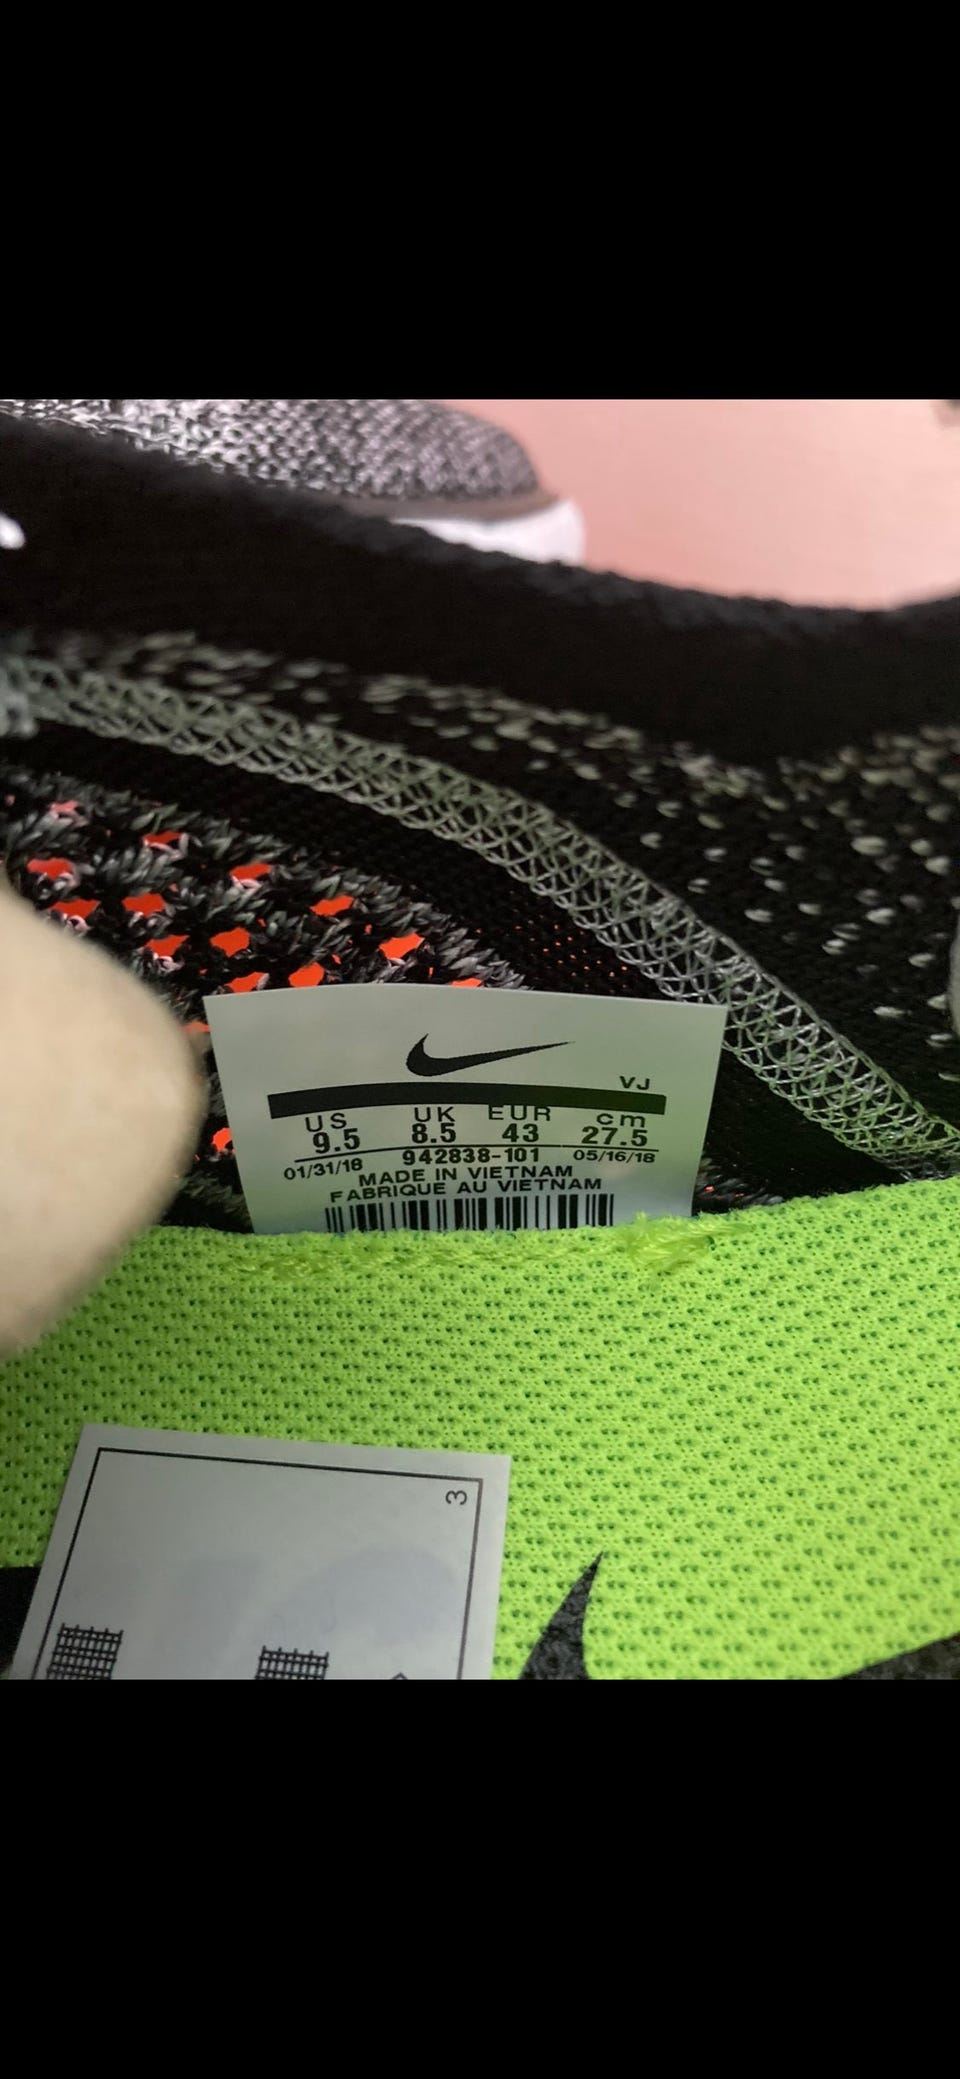 VJ
US UK EUR cm
9.5 8.5 43 27.5
01/31/18 942838-101 05/16/18
MADE IN VIETNAM
FABRIQUE AU VIETNAM
3